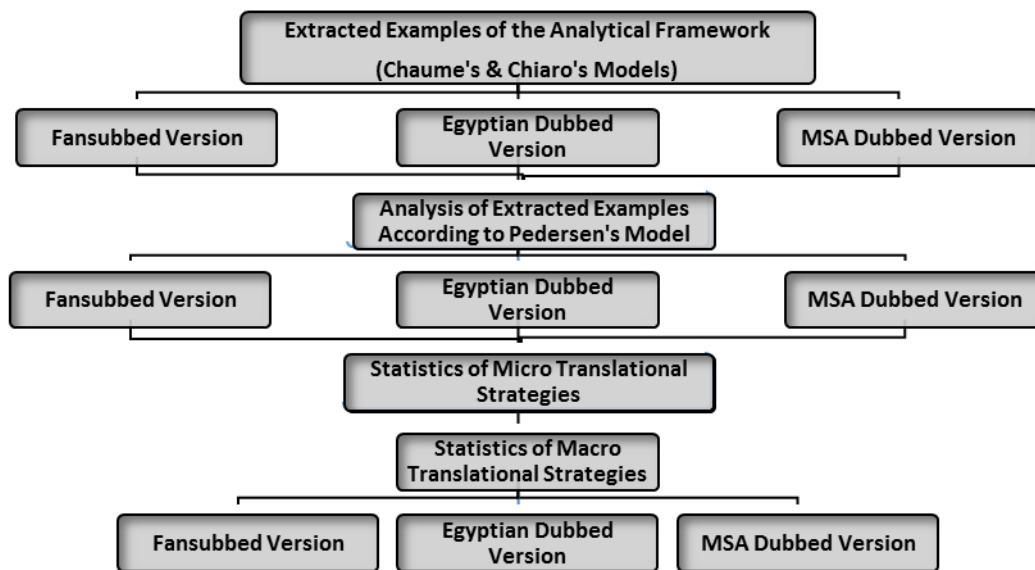 Extracted Examples of the Analytical Framework
(Chaume's & Chiaro's Models)
Fansubbed Version
Egyptian Dubbed
Version
MSA Dubbed Version
Analysis of Extracted Examples
According to Pedersen's Model
Fansubbed Version
Egyptian Dubbed
Version
MSA Dubbed Version
Statistics of Micro Translational
Strategies
Statistics of Macro
Translational Strategies
Fansubbed Version
Egyptian Dubbed
Version
MSA Dubbed Version